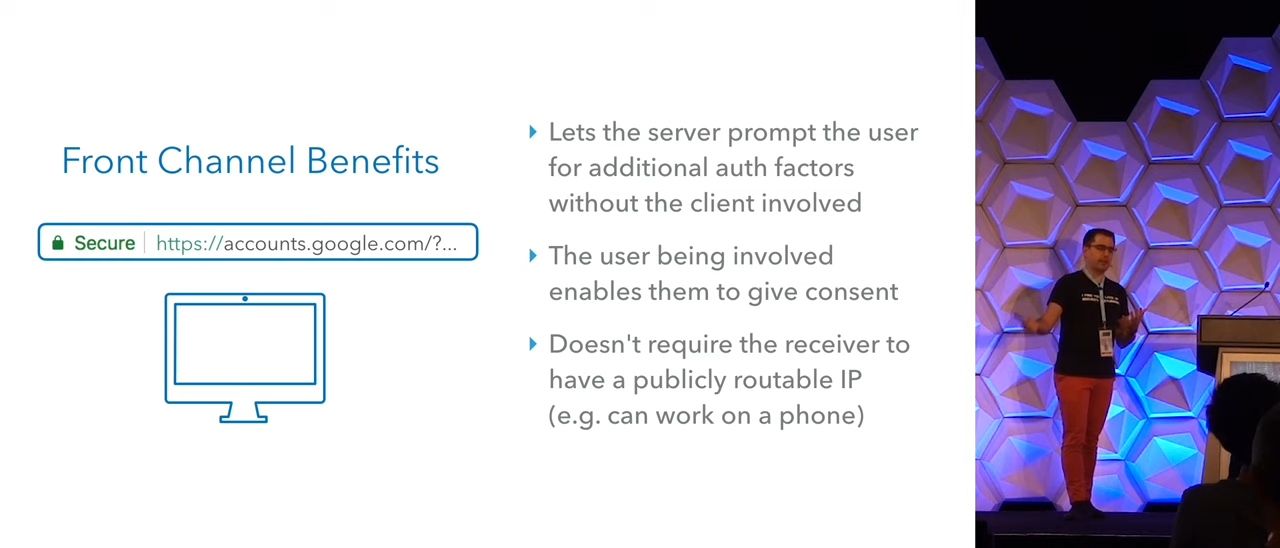 Front Channel Benefits
Secure https://accounts.google.com/?...
Lets the server prompt the user
for additional auth factors
without the client involved
The user being involved
enables them to give consent
Doesn't require the receiver to
have a publicly routable IP
(e.g. can work on a phone)